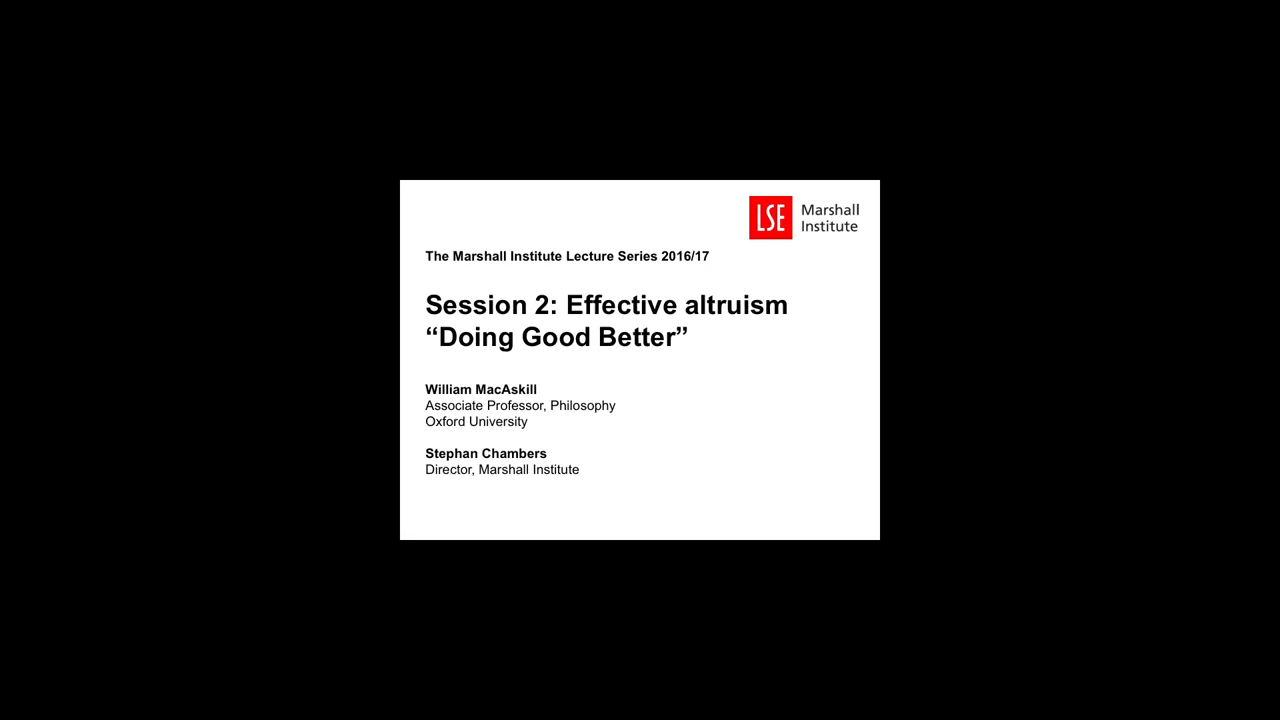 LSE
Marshall
Institute
The Marshall Institute Lecture Series 2016/17
Session 2: Effective altruism
“Doing Good Better”
William MacAskill
Associate Professor, Philosophy
Oxford University
Stephan Chambers
Director, Marshall Institute